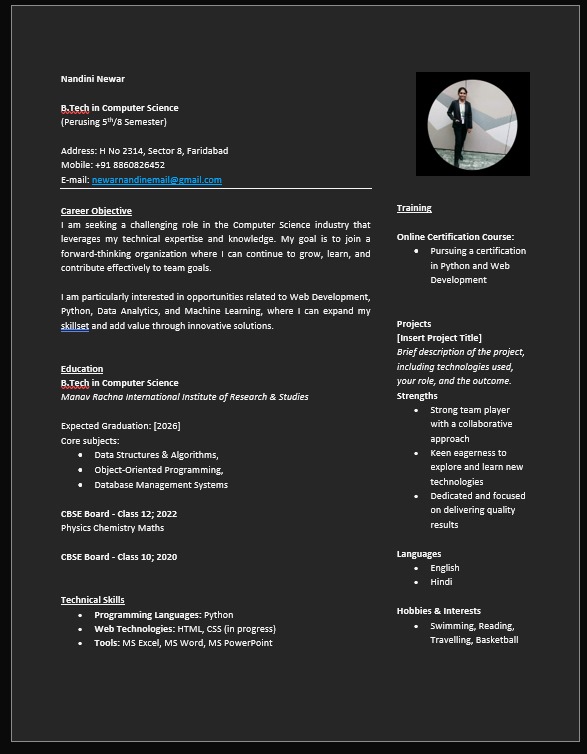 Nandini Newar
B.Tech in Computer Science
(Perusing 5th/8 Semester)
Address: H No 2314, Sector 8, Faridabad
Mobile: +91 8860826452
E-mail: newarnandinemail@gmail.com
Career Objective
I am seeking a challenging role in the Computer Science industry that
leverages my technical expertise and knowledge. My goal is to join a
forward-thinking organization where I can continue to grow, learn, and
contribute effectively to team goals.
I am particularly interested in opportunities related to Web Development,
Python, Data Analytics, and Machine Learning, where I can expand my
skillset and add value through innovative solutions.
Education
B.Tech in Computer Science
Manav Rachna International Institute of Research & Studies
Expected Graduation: [2026]
Core subjects:
• Data Structures & Algorithms,
• Object-Oriented Programming,
• Database Management Systems
CBSE Board - Class 12; 2022
Physics Chemistry Maths
CBSE Board - Class 10; 2020
Technical Skills
• Programming Languages: Python
• Web Technologies: HTML, CSS (in progress)
• Tools: MS Excel, MS Word, MS PowerPoint
Training
Online Certification Course:
• Pursuing a certification
in Python and Web
Development
Projects
[Insert Project Title]
Brief description of the project,
including technologies used,
your role, and the outcome.
Strengths
• Strong team player
with a collaborative
approach
• Keen eagerness to
explore and learn new
technologies
• Dedicated and focused
on delivering quality
results
Languages
• English
• Hindi
Hobbies & Interests
• Swimming, Reading,
Travelling, Basketball